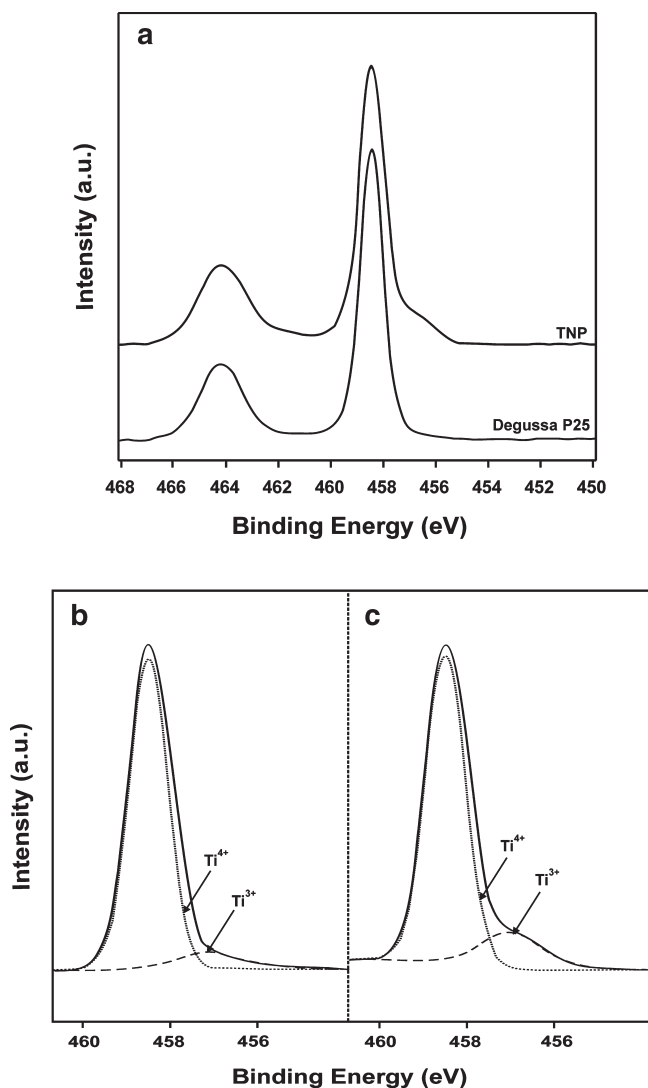 a
Intensity (a.u.)
TNP
Degussa P25
468 466 464 462 460 458 456 454 452 450
Binding Energy (eV)
b
c
Intensity (a.u.)
Ti4+
Ti3+
Ti4+
Ti3+
460 458 456 460 458 456
Binding Energy (eV)